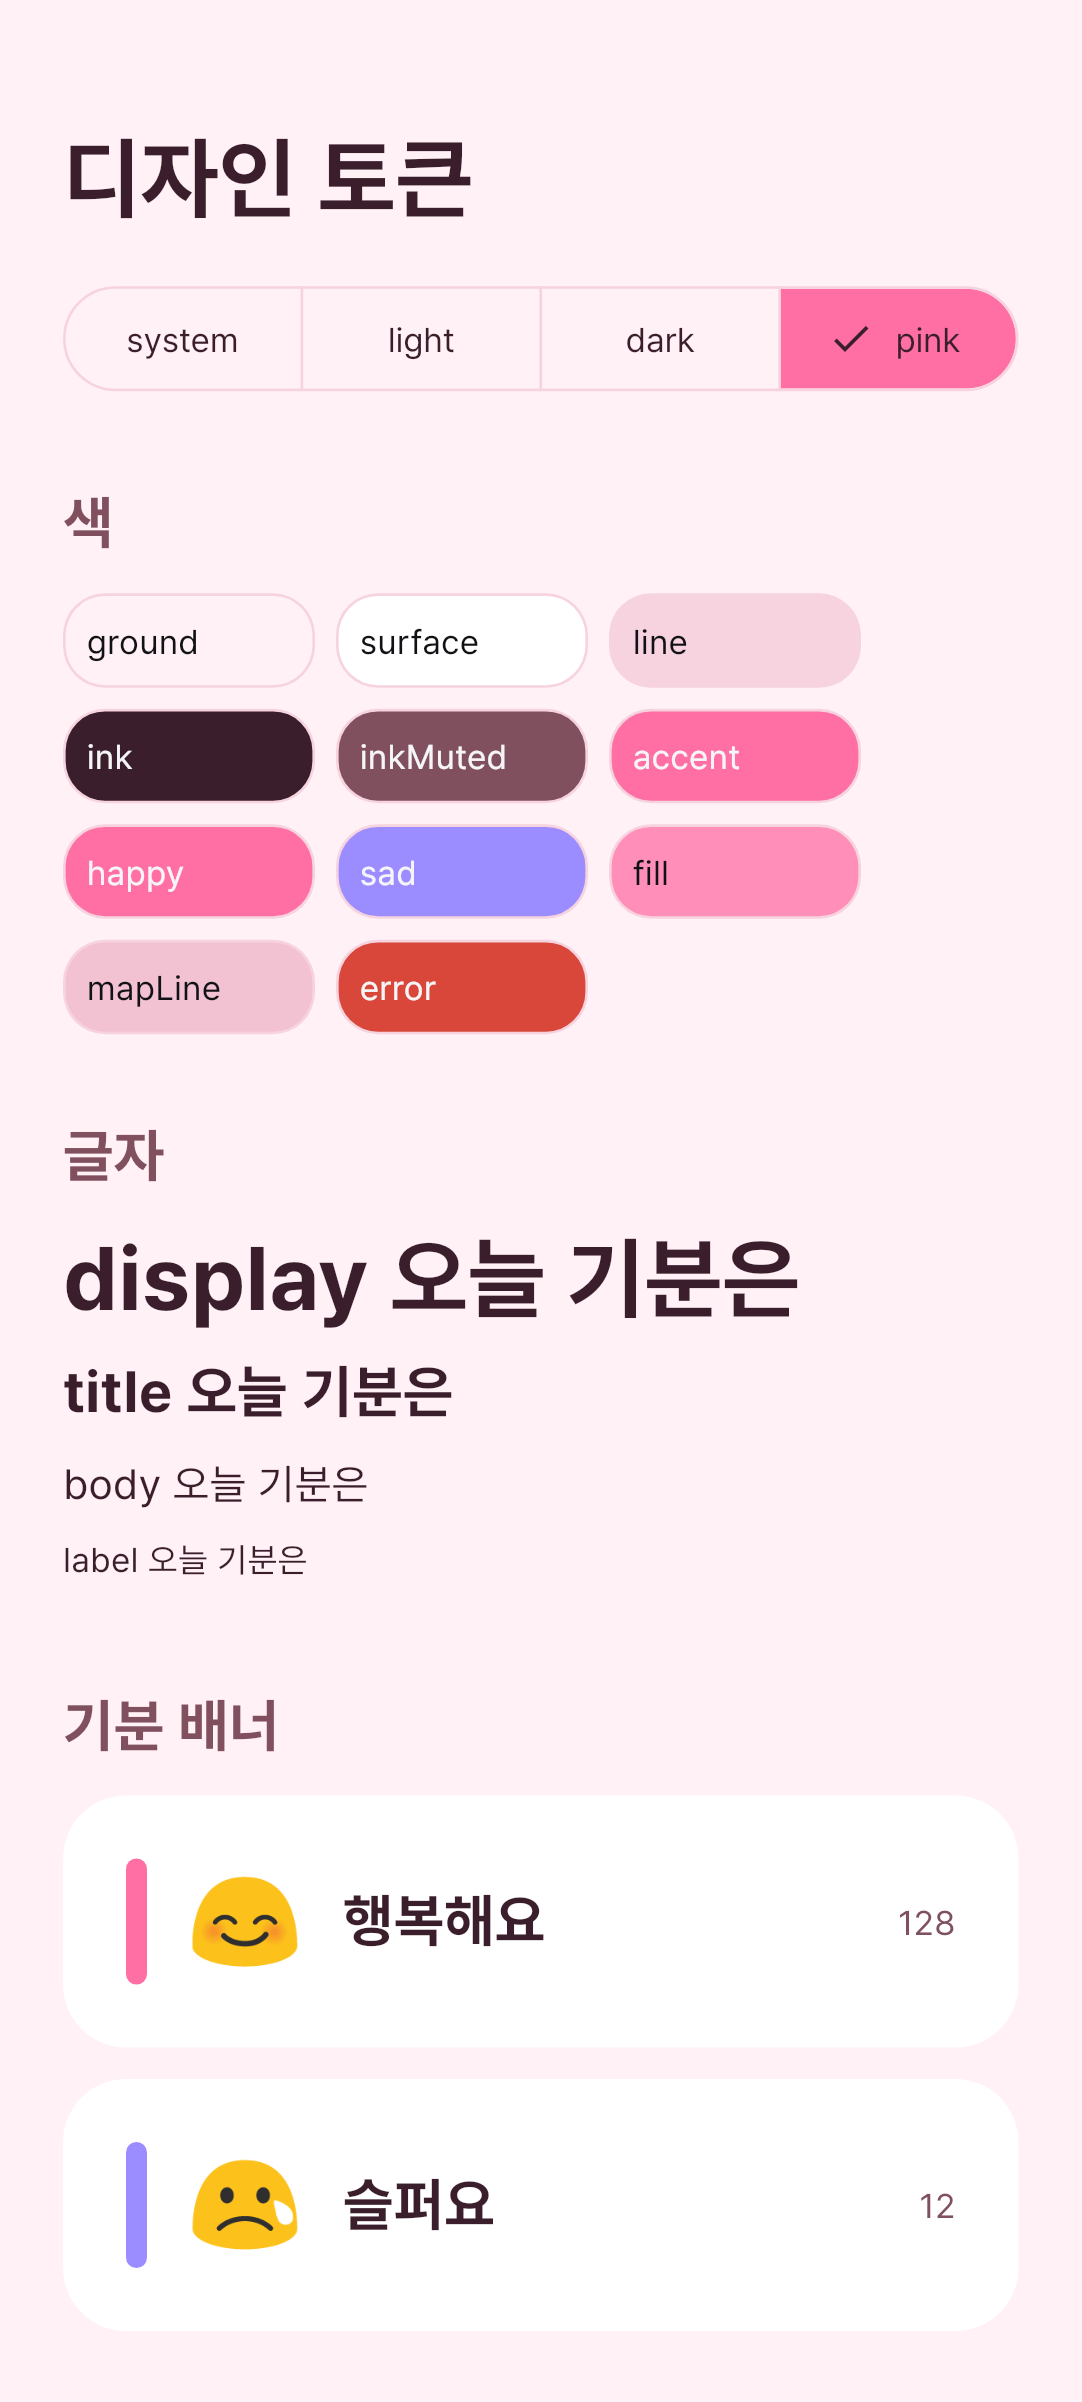 디자인 토큰
system light dark pink
색
ground surface line
ink inkMuted accent
happy sad fill
mapLine error
글자
display 오늘 기분은
title 오늘 기분은
body 오늘 기분은
label 오늘 기분은
기분 배너
행복해요 128
슬퍼요 12